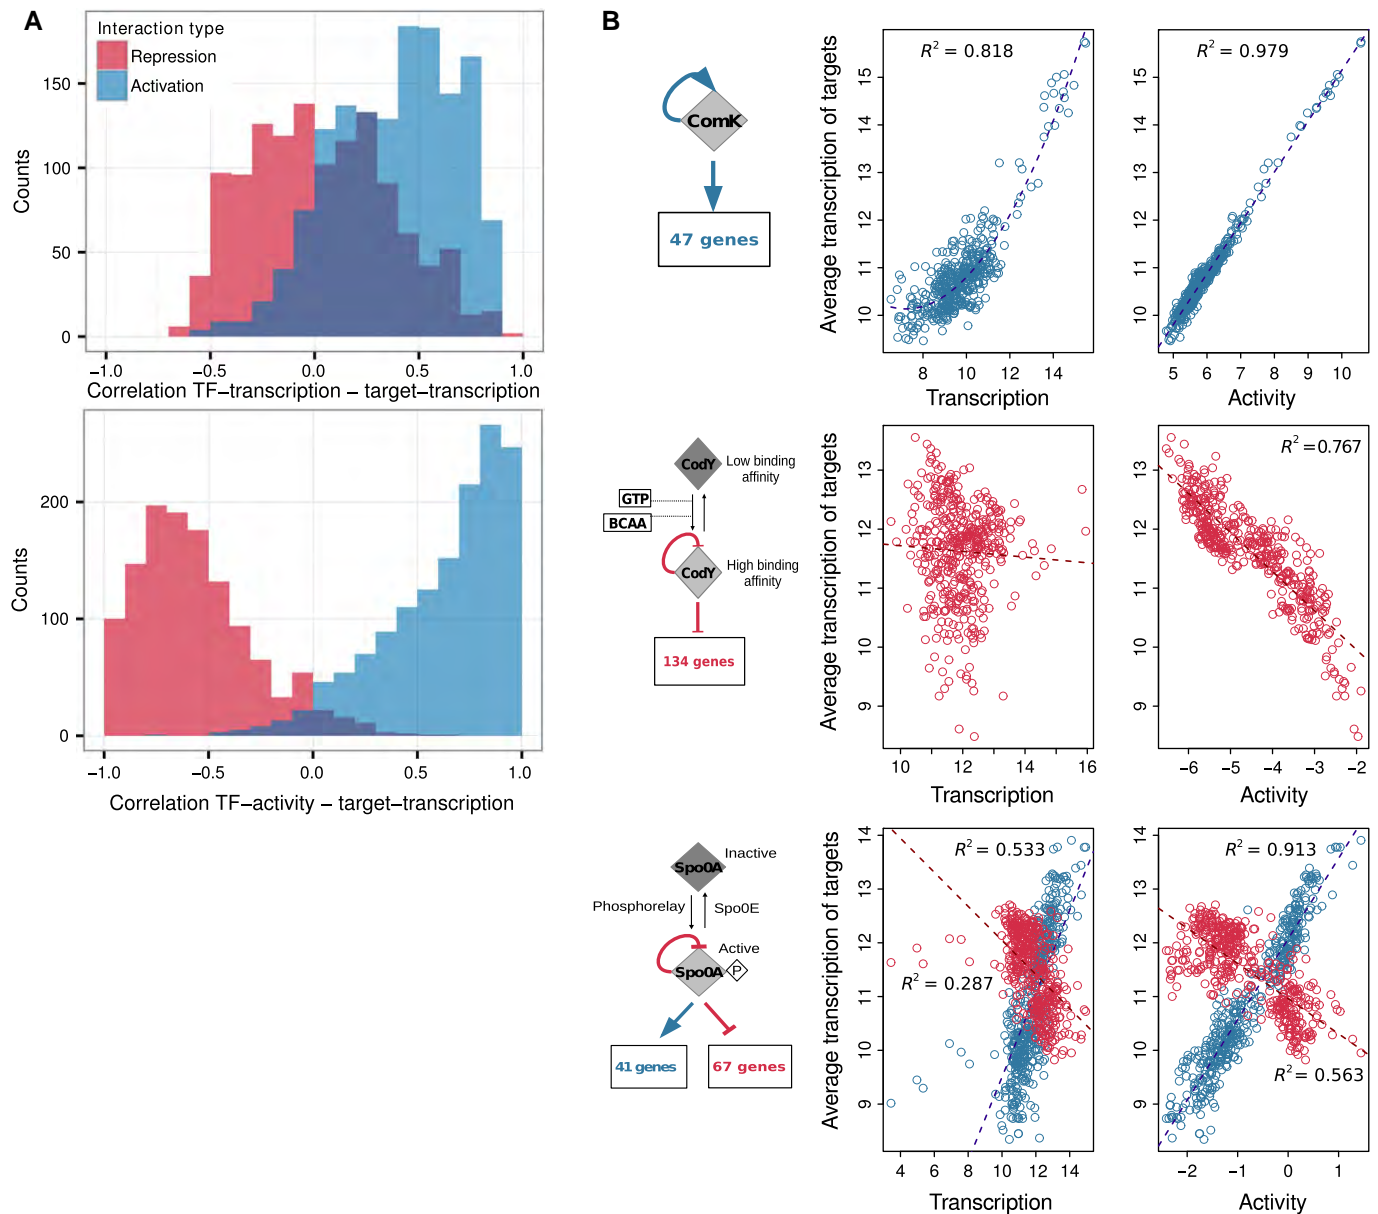 A
Interaction type
Repression
Activation
Counts
150
100
50
0
−1.0
−0.5
0.0
0.5
1.0
Correlation TF−transcription − target−transcription
Counts
200
100
0
−1.0
−0.5
0.0
0.5
1.0
Correlation TF−activity − target−transcription
B
ComK
47 genes
Average transcription of targets
15
14
13
12
11
10
R² = 0.818
8
10
12
14
Transcription
15
14
13
12
11
10
R² = 0.979
5
6
7
8
9
10
Activity
CodY
Low binding
affinity
GTP
BCAA
CodY
High binding
affinity
134 genes
Average transcription of targets
13
12
11
10
9
10
12
14
16
Transcription
13
12
11
10
9
R² =0.767
−6
−5
−4
−3
−2
Activity
Spo0A
Inactive
Phosphorelay
Spo0E
Active
Spo0A
P
41 genes
67 genes
Average transcription of targets
14
13
12
11
10
9
R² = 0.533
R² = 0.287
4
6
8
10
12
14
Transcription
14
13
12
11
10
9
R² = 0.913
R² = 0.563
−2
−1
0
1
Activity